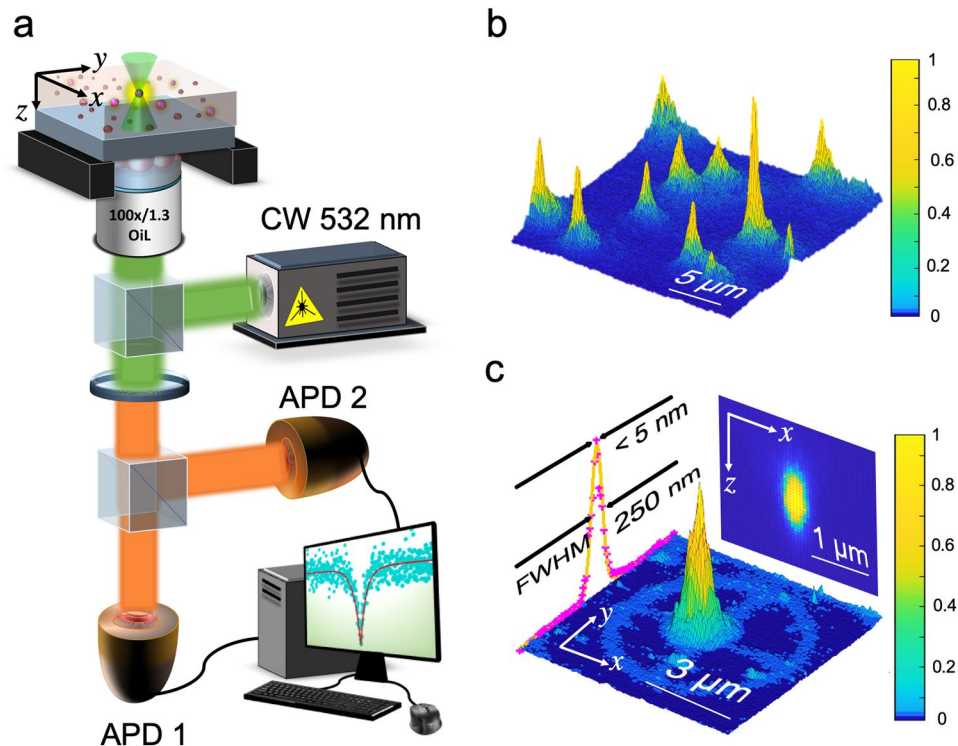 a
y
x
z
100x/1.3
OiL
CW 532 nm
APD 2
APD 1
b
1
0.8
0.6
0.4
0.2
0
5 μm
c
< 5 nm
FWHM 250 nm
x
z
1 μm
y
x
3 μm
1
0.8
0.6
0.4
0.2
0